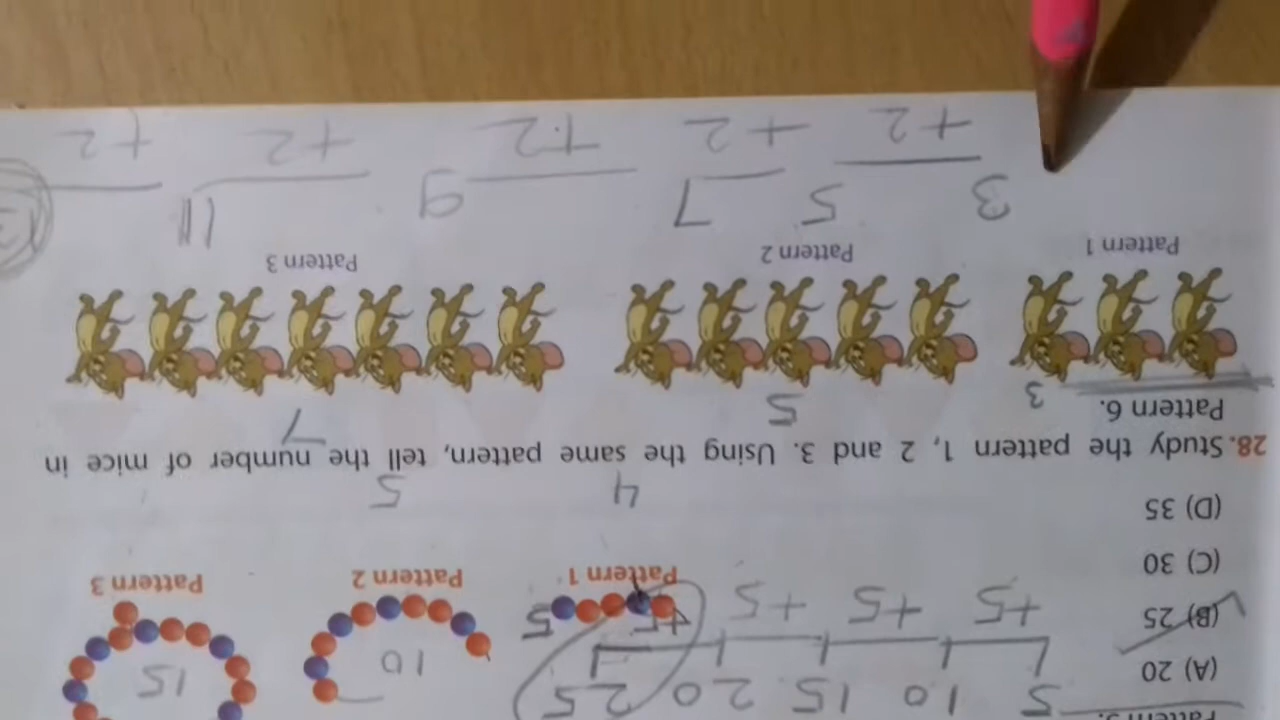 5 10 15 20 25
+5 +5 +5 +5
(A) 20
(B) 25
(C) 30
(D) 35
5 10 15
Pattern 1 Pattern 2 Pattern 3
4 5
28. Study the pattern 1, 2 and 3. Using the same pattern, tell the number of mice in
Pattern 6.
3 5 7
Pattern 1 Pattern 2 Pattern 3
3 5 7 9 11
+2 +2 +2 +2 +2